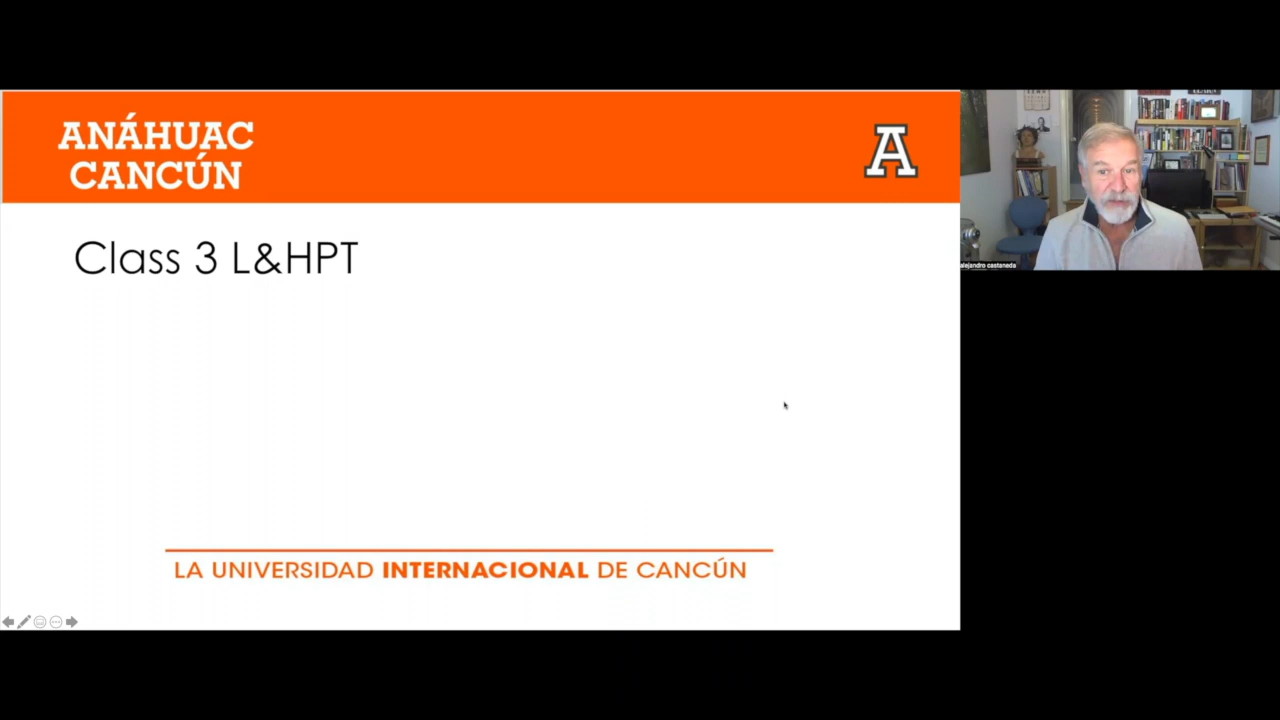 ANÁHUAC
CANCÚN
A
Class 3 L&HPT
LA UNIVERSIDAD INTERNACIONAL DE CANCÚN
alejandro castaneda